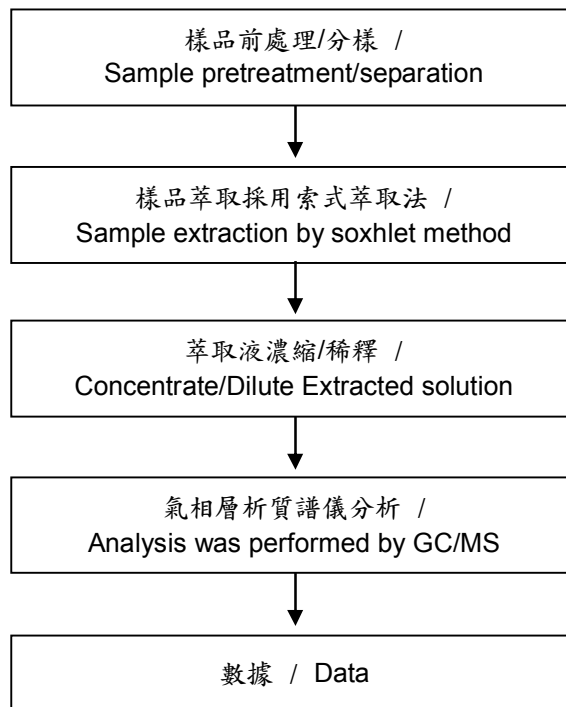 樣品前處理/分樣 /
Sample pretreatment/separation
樣品萃取採用索式萃取法 /
Sample extraction by soxhlet method
萃取液濃縮/稀釋 /
Concentrate/Dilute Extracted solution
氣相層析質譜儀分析 /
Analysis was performed by GC/MS
數據 / Data